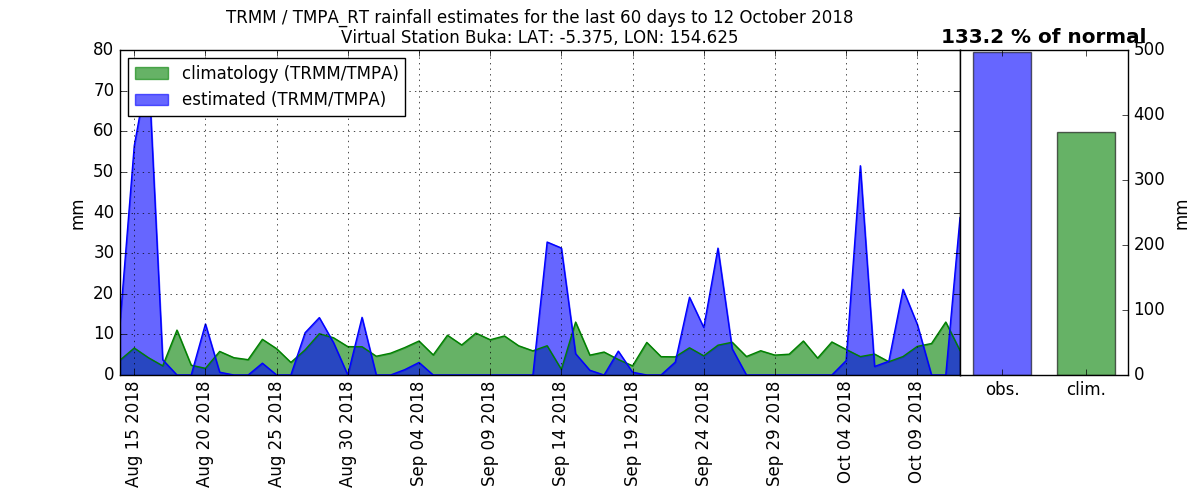 TRMM / TMPA_RT rainfall estimates for the last 60 days to 12 October 2018
Virtual Station Buka: LAT: -5.375, LON: 154.625
133.2 % of normal
climatology (TRMM/TMPA)
estimated (TRMM/TMPA)
80
70
60
50
40
30
20
10
0
mm
Aug 15 2018
Aug 20 2018
Aug 25 2018
Aug 30 2018
Sep 04 2018
Sep 09 2018
Sep 14 2018
Sep 19 2018
Sep 24 2018
Sep 29 2018
Oct 04 2018
Oct 09 2018
obs.
clim.
500
400
300
200
100
0
mm